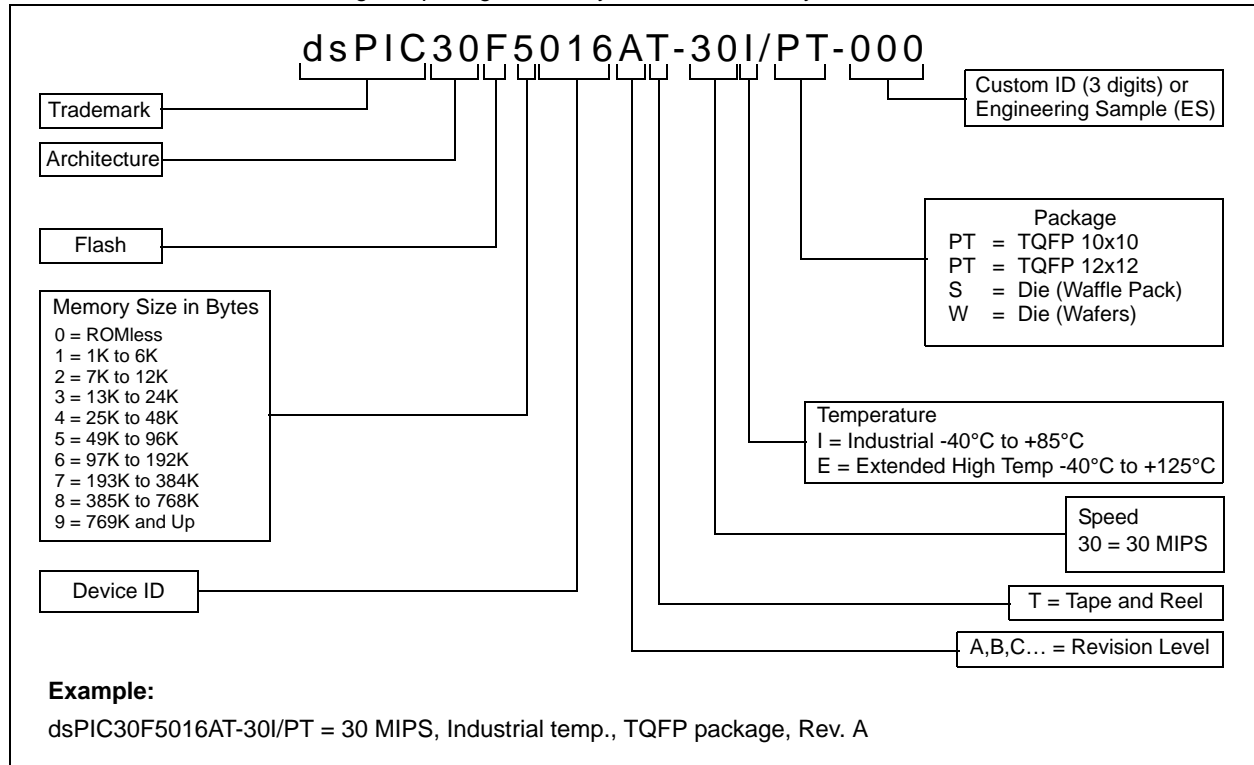 dsPIC30F5016AT-30I/PT-000
Trademark
Architecture
Flash
Memory Size in Bytes
0 = ROMless
1 = 1K to 6K
2 = 7K to 12K
3 = 13K to 24K
4 = 25K to 48K
5 = 49K to 96K
6 = 97K to 192K
7 = 193K to 384K
8 = 385K to 768K
9 = 769K and Up
Device ID
Custom ID (3 digits) or
Engineering Sample (ES)
Package
PT = TQFP 10x10
PT = TQFP 12x12
S = Die (Waffle Pack)
W = Die (Wafers)
Temperature
I = Industrial -40°C to +85°C
E = Extended High Temp -40°C to +125°C
Speed
30 = 30 MIPS
T = Tape and Reel
A,B,C… = Revision Level
Example:
dsPIC30F5016AT-30I/PT = 30 MIPS, Industrial temp., TQFP package, Rev. A